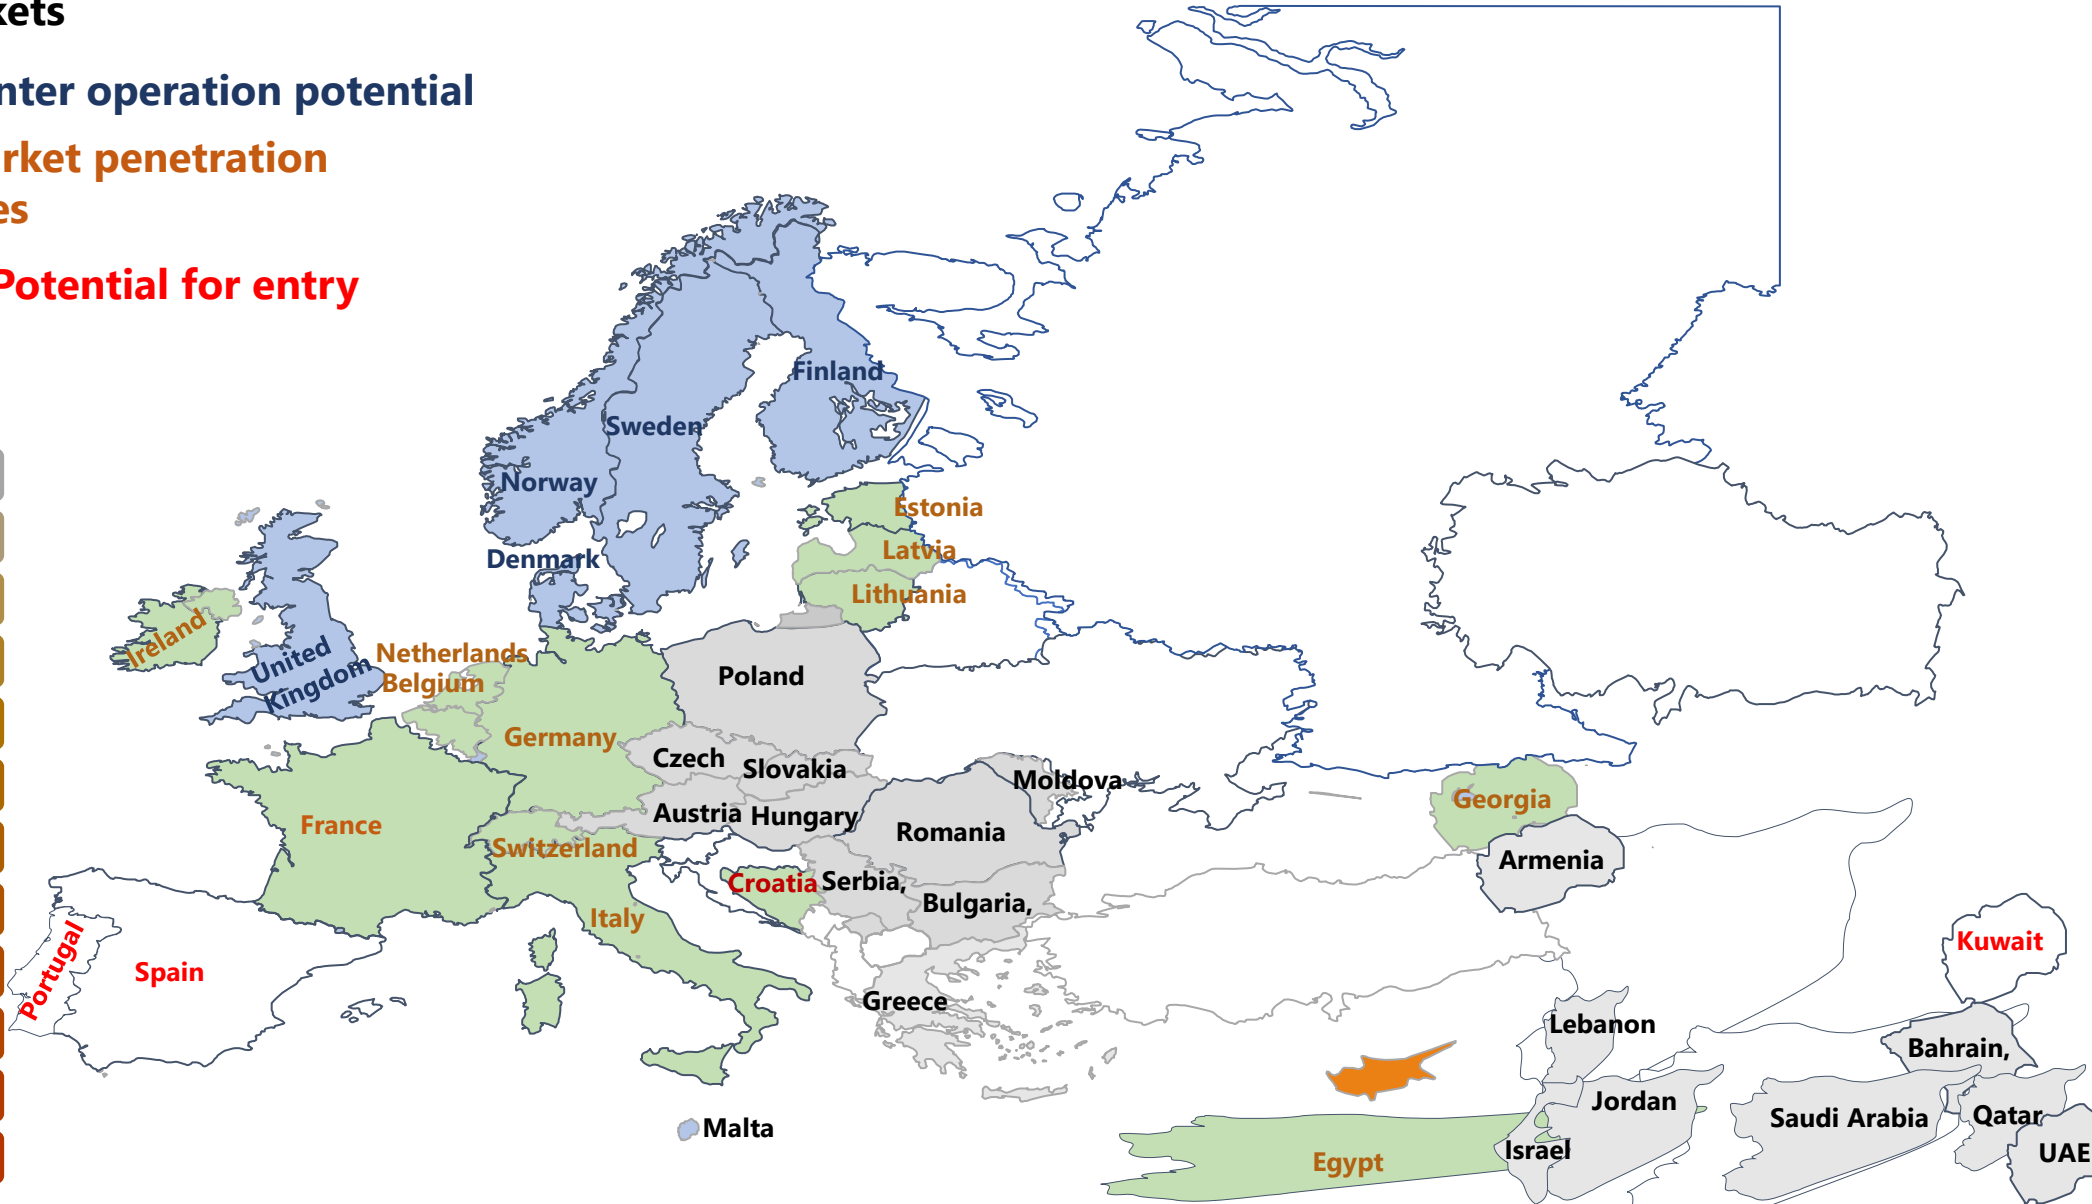 kets
nter operation potential
rket penetration
es
Potential for entry
Finland
Sweden
Norway
Estonia
Denmark
Latvia
Lithuania
Ireland
United
Kingdom
Netherlands
Belgium
Poland
Germany
Czech
Slovakia
Moldova
Austria
Hungary
Georgia
France
Romania
Switzerland
Armenia
Croatia
Serbia,
Bulgaria,
Italy
Kuwait
Portugal
Spain
Greece
Lebanon
Bahrain,
Jordan
Saudi Arabia
Qatar
Malta
Israel
Egypt
UAE